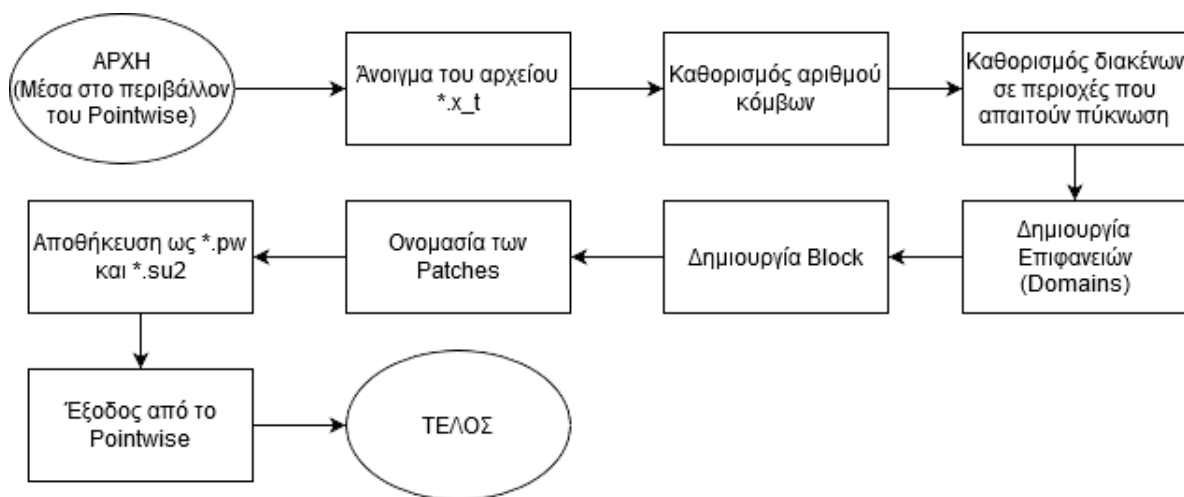 ΑΡΧΗ
(Μέσα στο περιβάλλον
του Pointwise)
Άνοιγμα του αρχείου
*.x_t
Καθορισμός αριθμού
κόμβων
Καθορισμός διακένων
σε περιοχές που
απαιτούν πύκνωση
Δημιουργία
Επιφανειών
(Domains)
Δημιουργία Block
Ονομασία των
Patches
Αποθήκευση ως *.pw
και *.su2
Έξοδος από το
Pointwise
ΤΕΛΟΣ